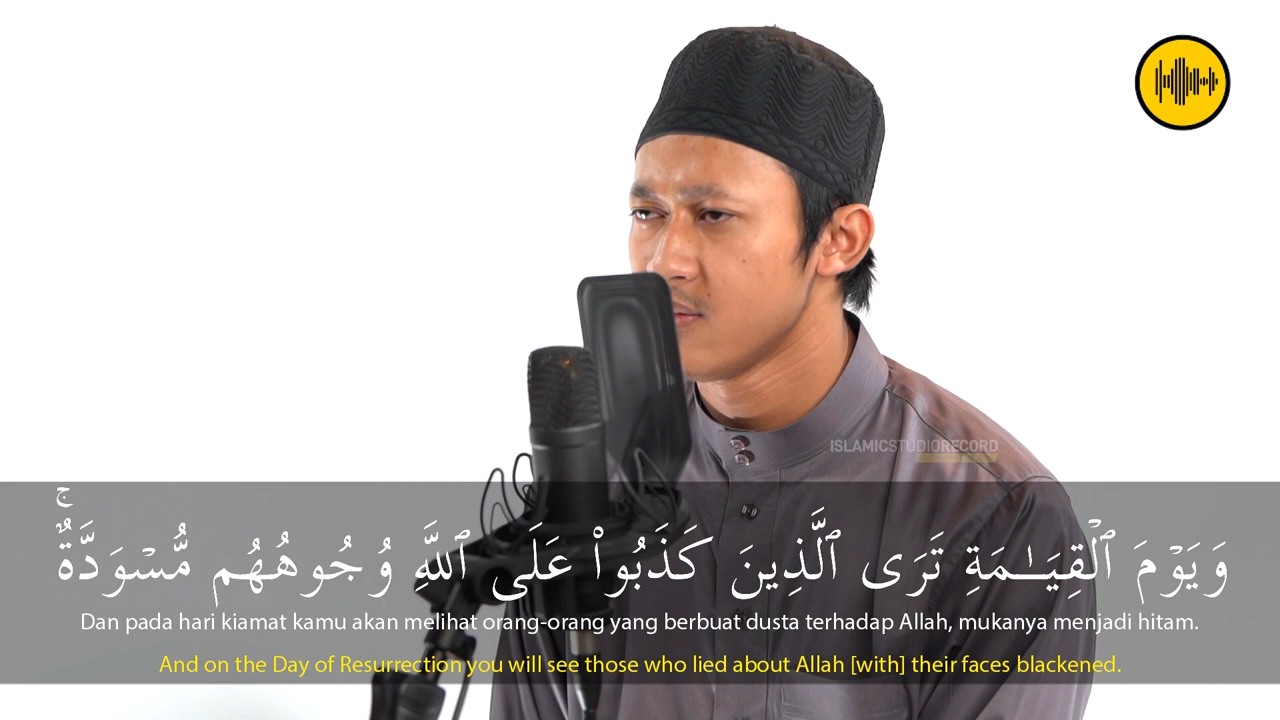 ISLAMICSTUDIORECORD
وَيَوْمَ ٱلْقِيَـٰمَةِ تَرَى ٱلَّذِينَ كَذَبُوا۟ عَلَى ٱللَّهِ وُجُوهُهُم مُّسْوَدَّةٌ ۚ
Dan pada hari kiamat kamu akan melihat orang-orang yang berbuat dusta terhadap Allah, mukanya menjadi hitam.
And on the Day of Resurrection you will see those who lied about Allah [with] their faces blackened.